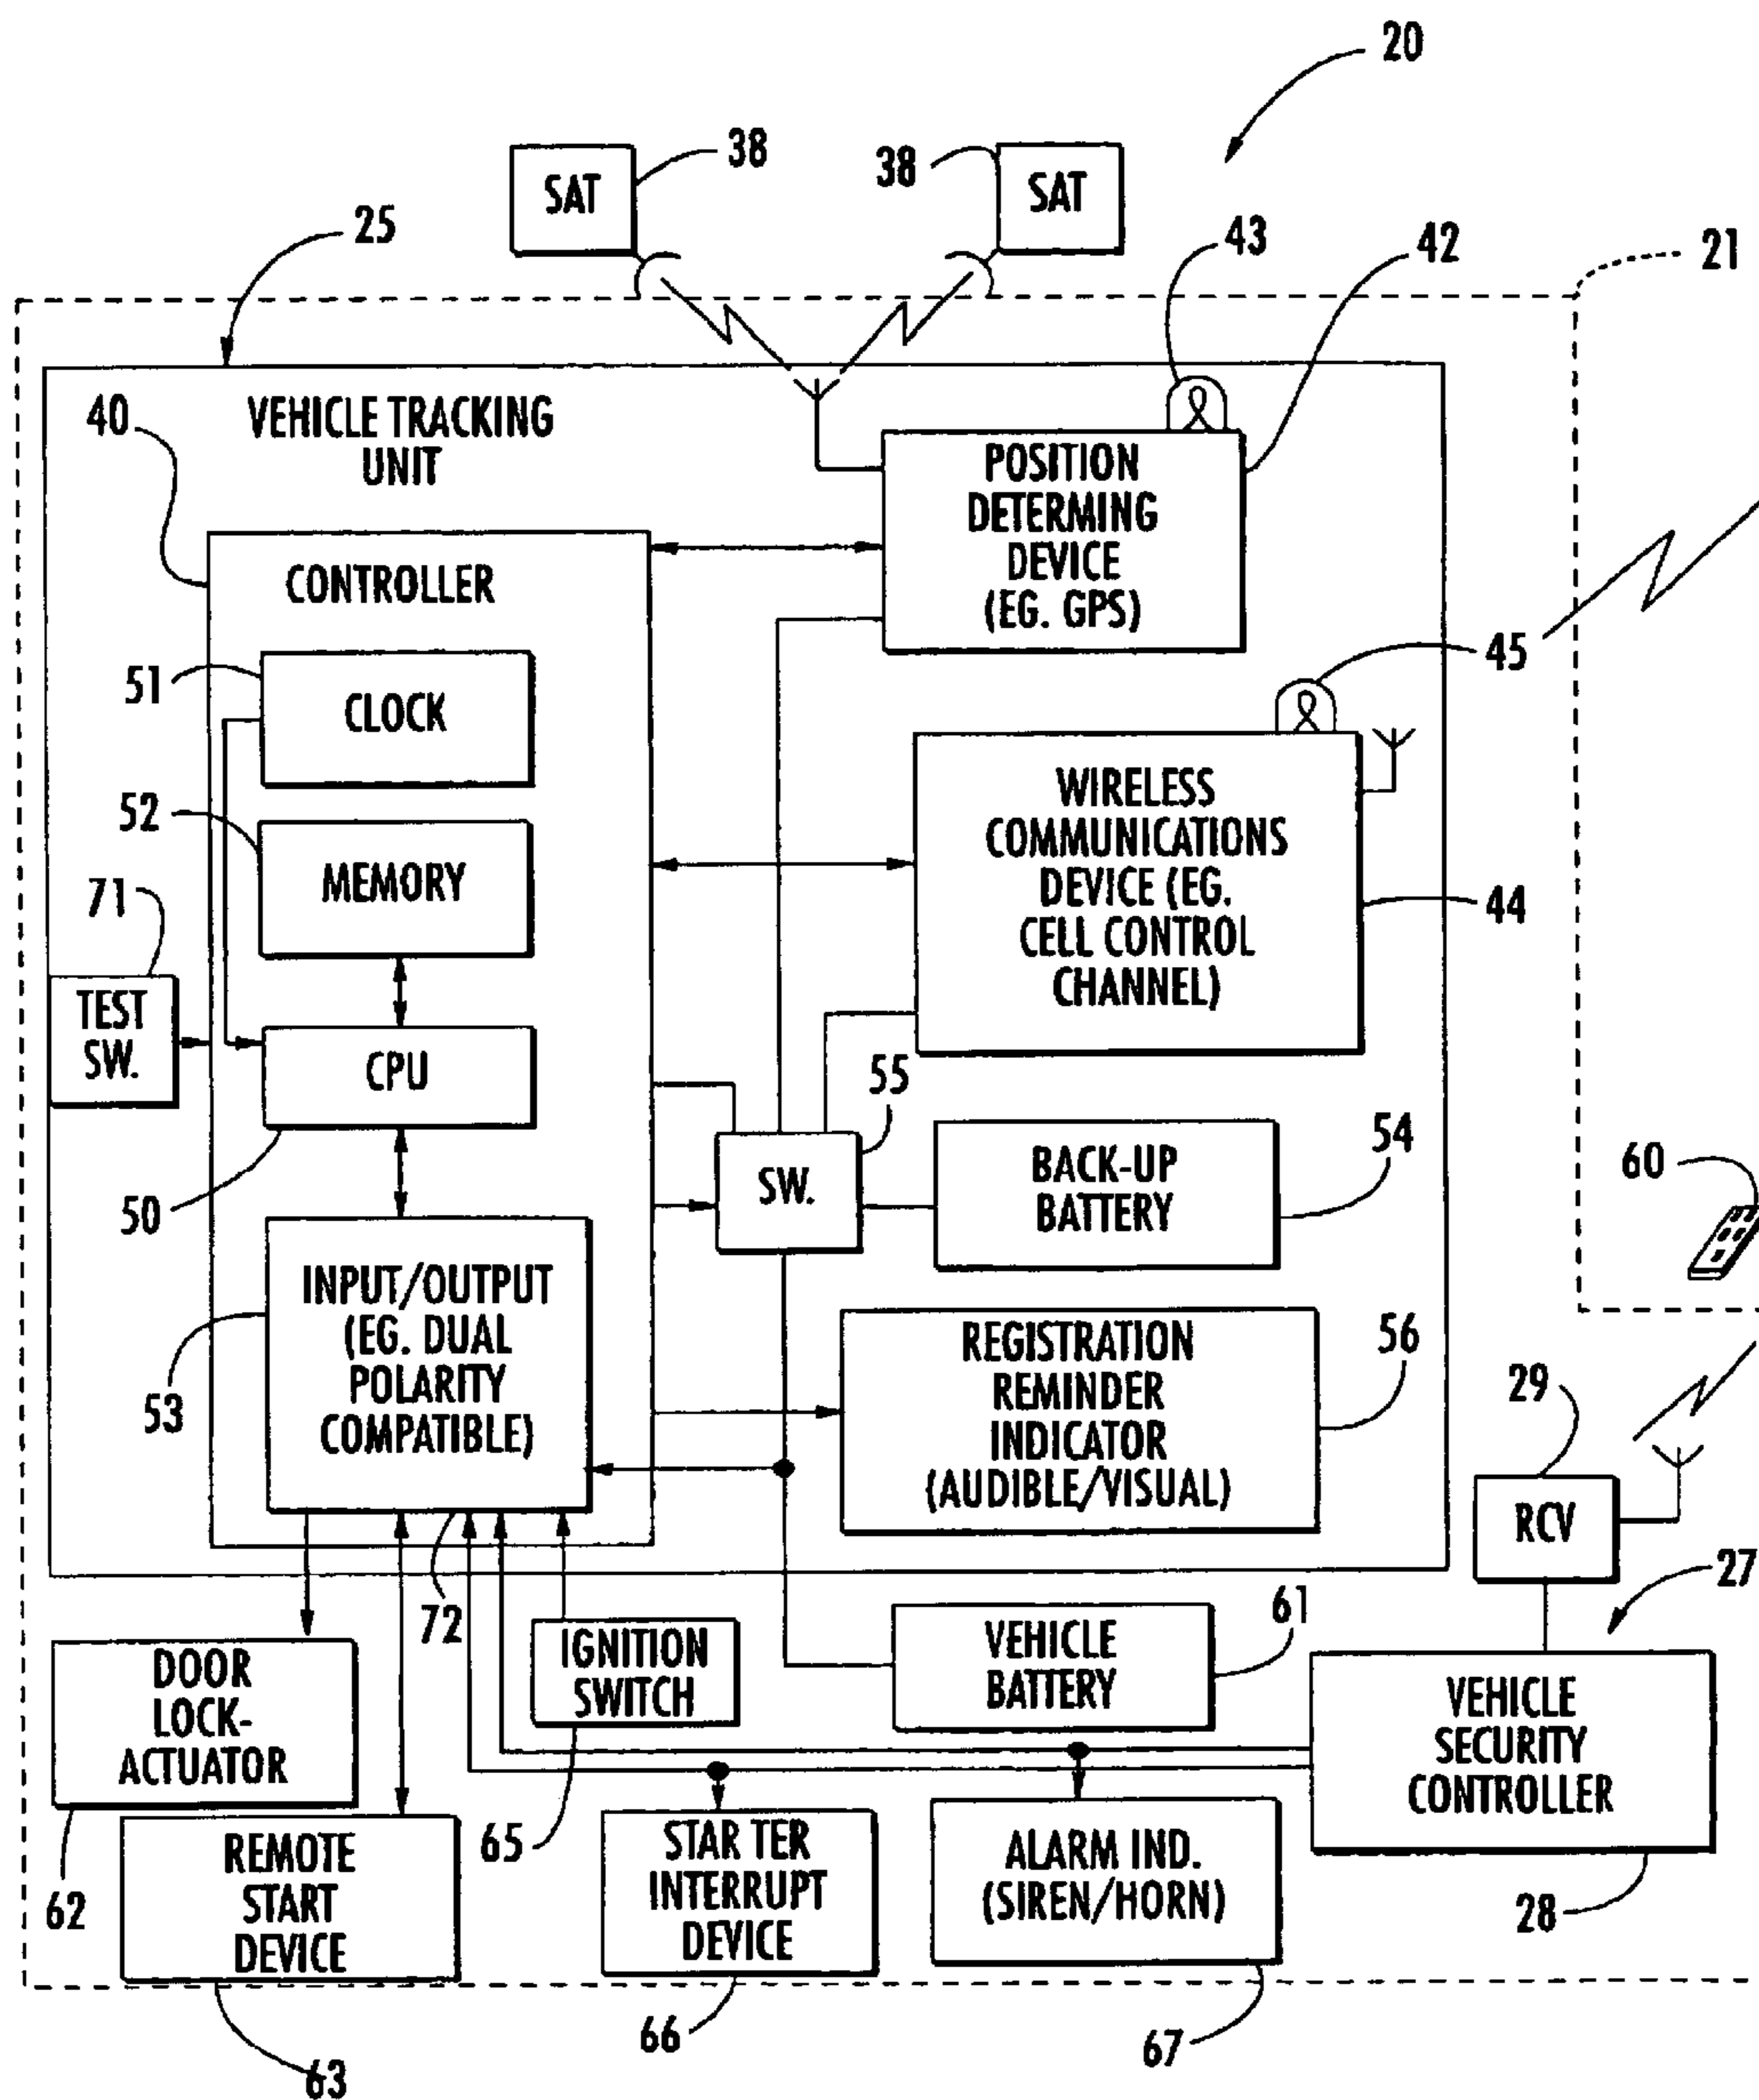 20
SAT
38
38
SAT
25
43
42
21
40
VEHICLE TRACKING
UNIT
POSITION
DETERMING
DEVICE
(EG. GPS)
CONTROLLER
45
51
CLOCK
52
MEMORY
WIRELESS
COMMUNICATIONS
DEVICE (EG.
CELL CONTROL
CHANNEL)
44
71
TEST
SW.
CPU
50
55
SW.
BACK-UP
BATTERY
54
60
INPUT/OUTPUT
(EG. DUAL
POLARITY
COMPATIBLE)
53
REGISTRATION
REMINDER
INDICATOR
(AUDIBLE/VISUAL)
56
29
RCV
27
72
IGNITION
SWITCH
65
VEHICLE
BATTERY
61
DOOR
LOCK-
ACTUATOR
62
VEHICLE
SECURITY
CONTROLLER
28
REMOTE
START
DEVICE
63
STAR TER
INTERRUPT
DEVICE
66
ALARM IND.
(SIREN/HORN)
67